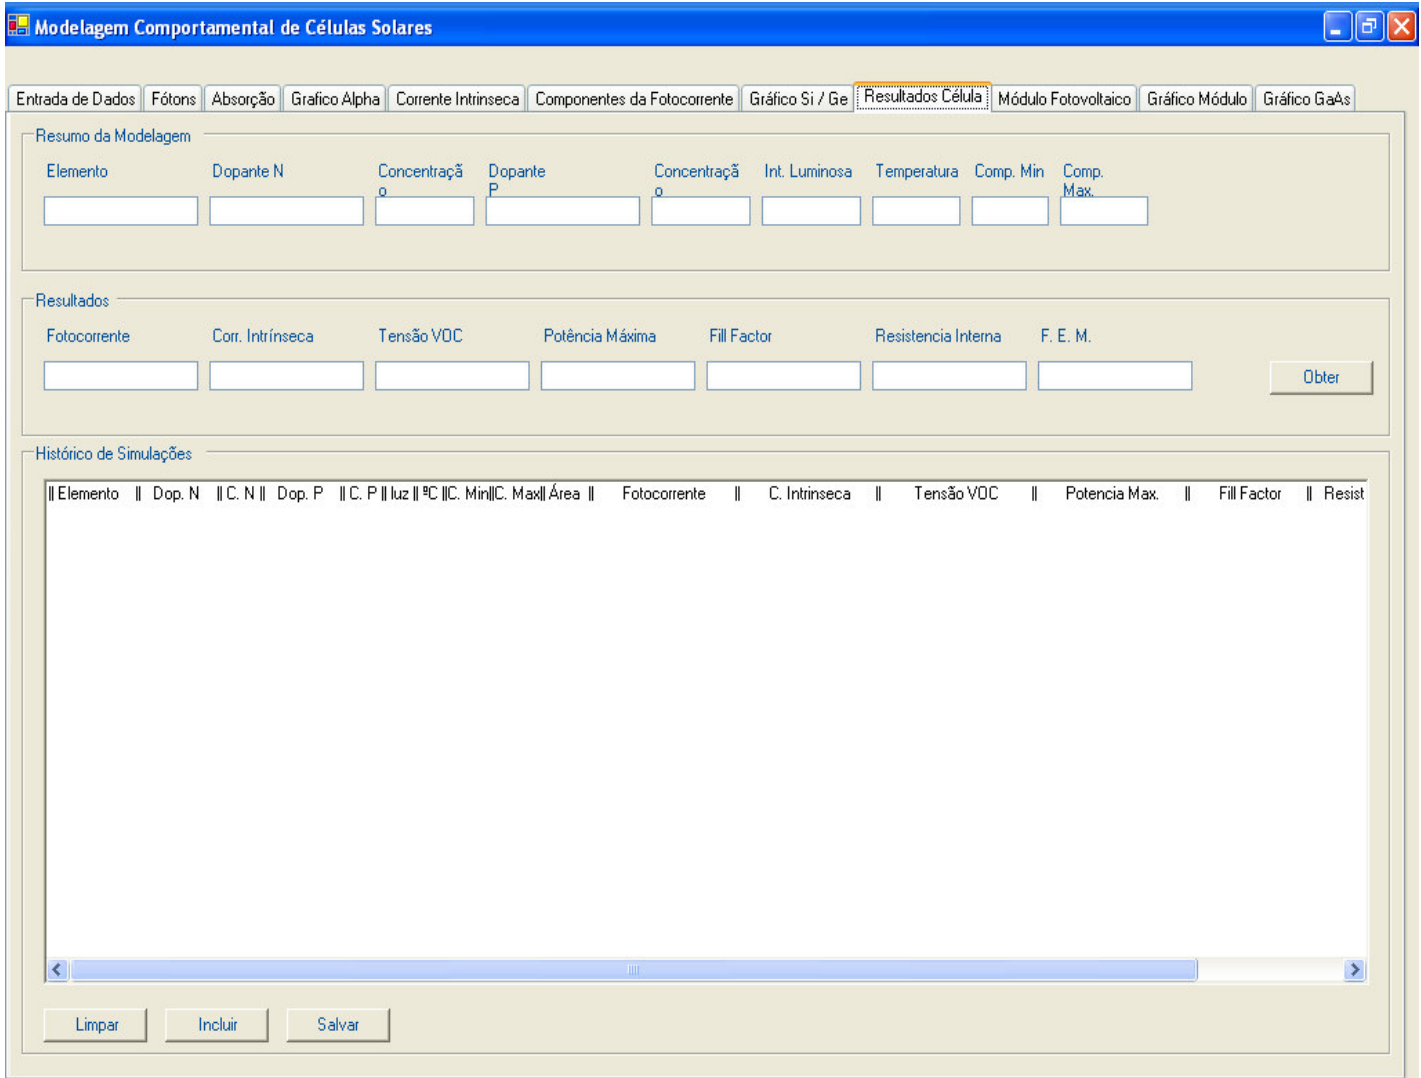 Modelagem Comportamental de Células Solares
Entrada de Dados Fótons Absorção Grafico Alpha Corrente Intrinseca Componentes da Fotocorrente Gráfico Si / Ge Resultados Célula Módulo Fotovoltaico Gráfico Módulo Gráfico GaAs
Resumo da Modelagem
Elemento Dopante N Concentraçã Dopante Concentraçã Int. Luminosa Temperatura Comp. Min Comp.
o P o Max.
Resultados
Fotocorrente Corr. Intrínseca Tensão VOC Potência Máxima Fill Factor Resistencia Interna F. E. M.
Obter
Histórico de Simulações
|| Elemento || Dop. N || C. N || Dop. P || C. P || luz || ºC ||C. Min||C. Max|| Área || Fotocorrente || C. Intrinseca || Tensão VOC || Potencia Max. || Fill Factor || Resist
Limpar Incluir Salvar